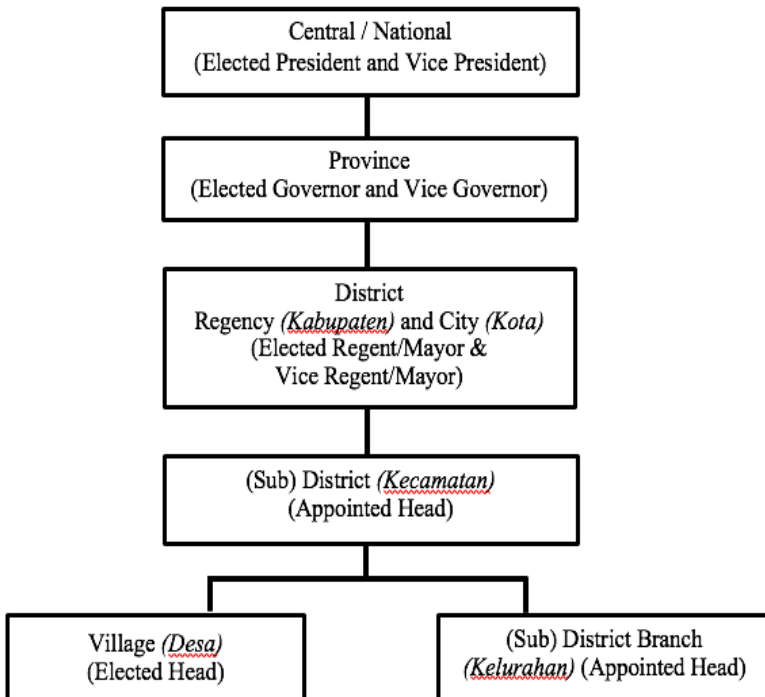 Central / National
(Elected President and Vice President)
Province
(Elected Governor and Vice Governor)
District
Regency (Kabupaten) and City (Kota)
(Elected Regent/Mayor &
Vice Regent/Mayor)
(Sub) District (Kecamatan)
(Appointed Head)
Village (Desa)
(Elected Head)
(Sub) District Branch
(Kelurahan) (Appointed Head)